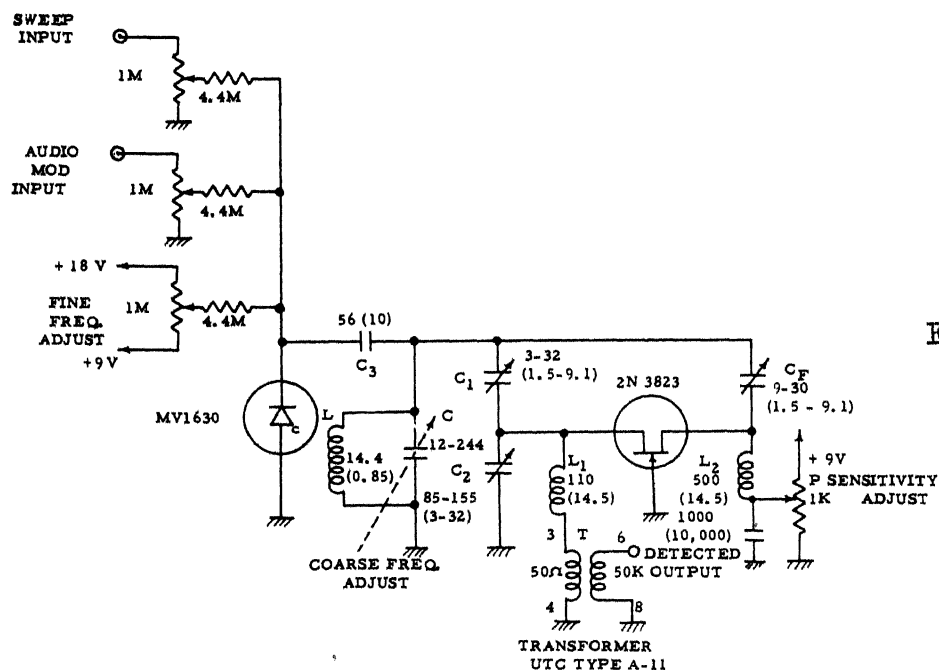 SWEEP
INPUT
1M
4.4M
AUDIO
MOD
INPUT
1M
4.4M
+ 18 V
FINE
FREQ.
ADJUST
1M
4.4M
+9V
56 (10)
C3
MV1630
C
L
14.4
(0.85)
C
12-244
COARSE FREQ.
ADJUST
3-32
(1.5-9.1)
C1
C2
85-155
(3-32)
2N 3823
CF
9-30
(1.5 - 9.1)
L1
110
(14.5)
L2
500
(14.5)
1000
(10,000)
+ 9V
P SENSITIVITY
ADJUST
1K
3
T
6
DETECTED
OUTPUT
50Ω
50K
4
8
TRANSFORMER
UTC TYPE A-11